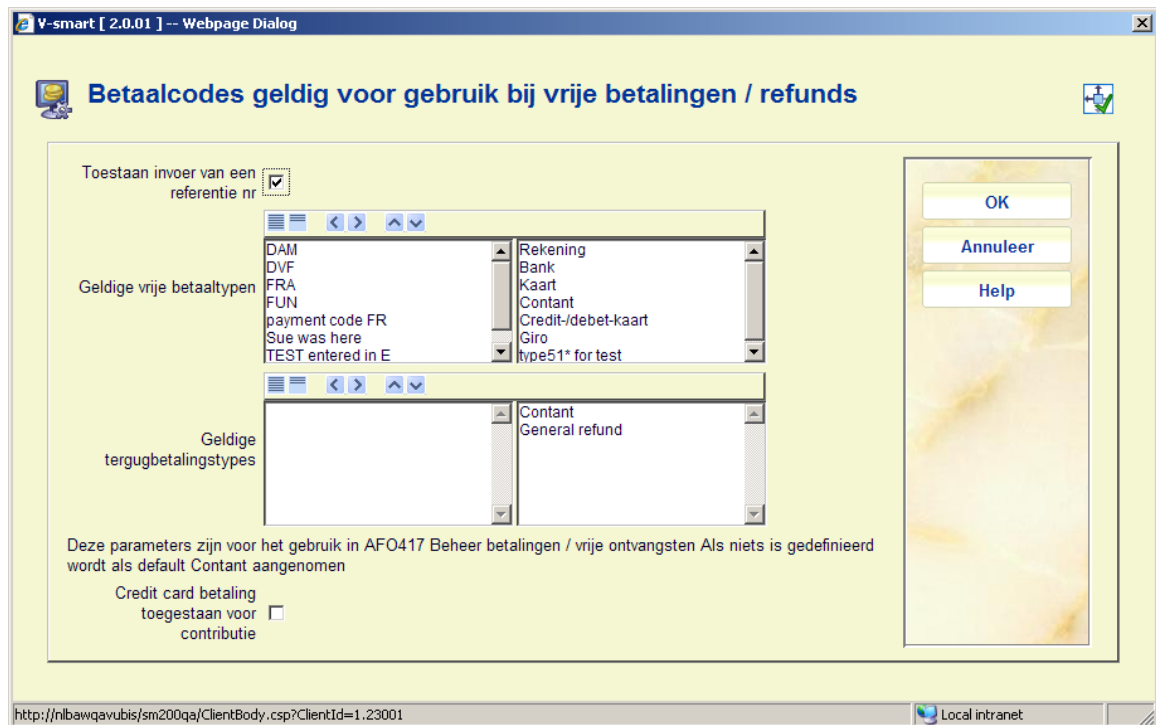 V-smart [ 2.0.01 ] -- Webpage Dialog
Betaalcodes geldig voor gebruik bij vrije betalingen / refunds
Toestaan invoer van een
referentie nr
Geldige vrije betaaltypen
DAM
DVF
FRA
FUN
payment code FR
Sue was here
TEST entered in E
Rekening
Bank
Kaart
Contant
Credit-/debet-kaart
Giro
type51* for test
Geldige
tergugbetalingstypes
Contant
General refund
Deze parameters zijn voor het gebruik in AFO417 Beheer betalingen / vrije ontvangsten Als niets is gedefinieerd
wordt als default Contant aangenomen
Credit card betaling
toegestaan voor
contributie
OK
Annuleer
Help
http://nlbawqavubis/sm200qa/ClientBody.csp?ClientId=1.23001
Local intranet